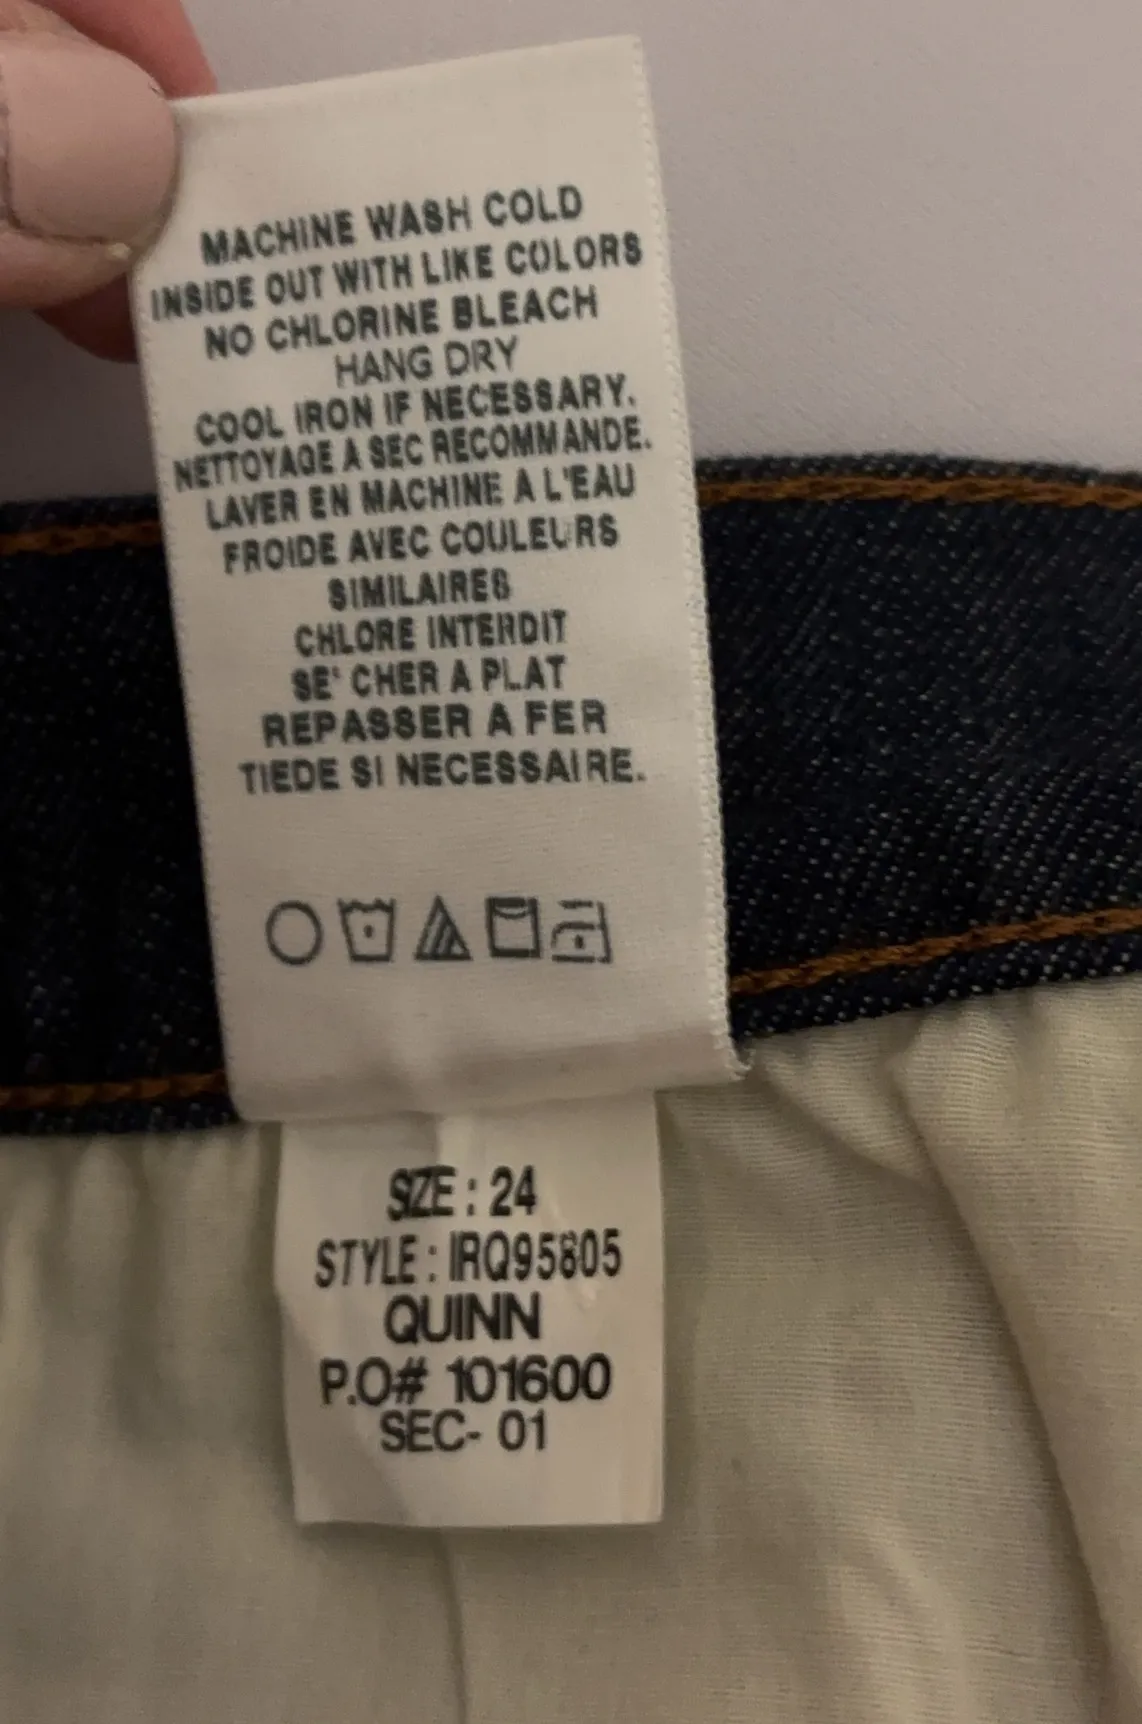 MACHINE WASH COLD
INSIDE OUT WITH LIKE COLORS
NO CHLORINE BLEACH
HANG DRY
COOL IRON IF NECESSARY.
NETTOYAGE A SEC RECOMMANDE.
LAVER EN MACHINE A L'EAU
FROIDE AVEC COULEURS
SIMILAIRES
CHLORE INTERDIT
SE' CHER A PLAT
REPASSER A FER
TIEDE SI NECESSAIRE.
SIZE : 24
STYLE : IRQ95805
QUINN
P.O# 101600
SEC- 01